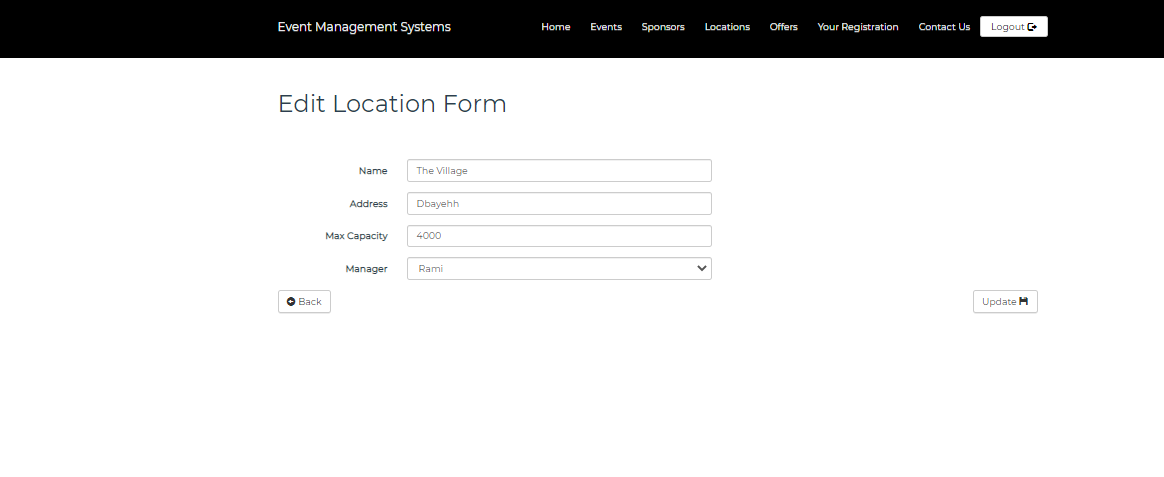 Event Management Systems Home Events Sponsors Locations Offers Your Registration Contact Us Logout
Edit Location Form
Name The Village
Address Dbayehh
Max Capacity 4000
Manager Rami
Back Update